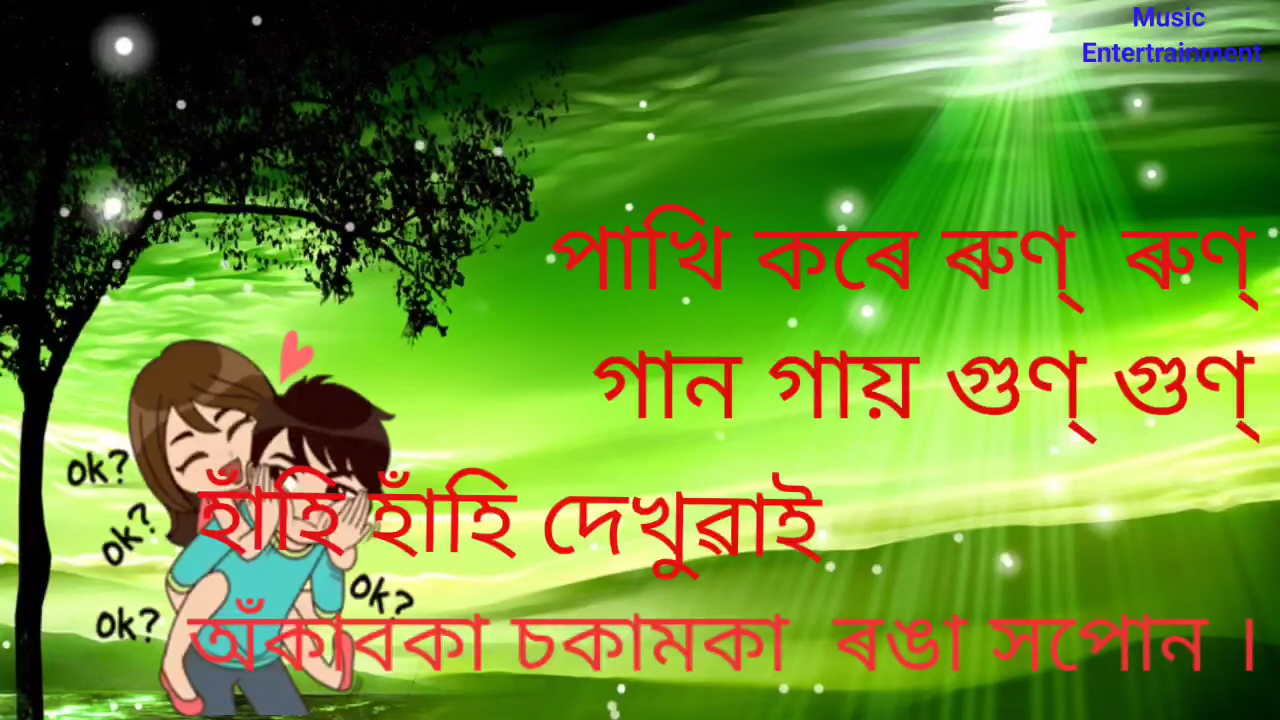 Music
Entertrainment
পাখি কৰে ৰুণ্ ৰুণ্
গান গায় গুণ্ গুণ্
হাঁহি হাঁহি দেখুৱাই
অঁকাবকা চকামকা ৰঙা সপোন ।
ok?
ok?
ok?
ok?